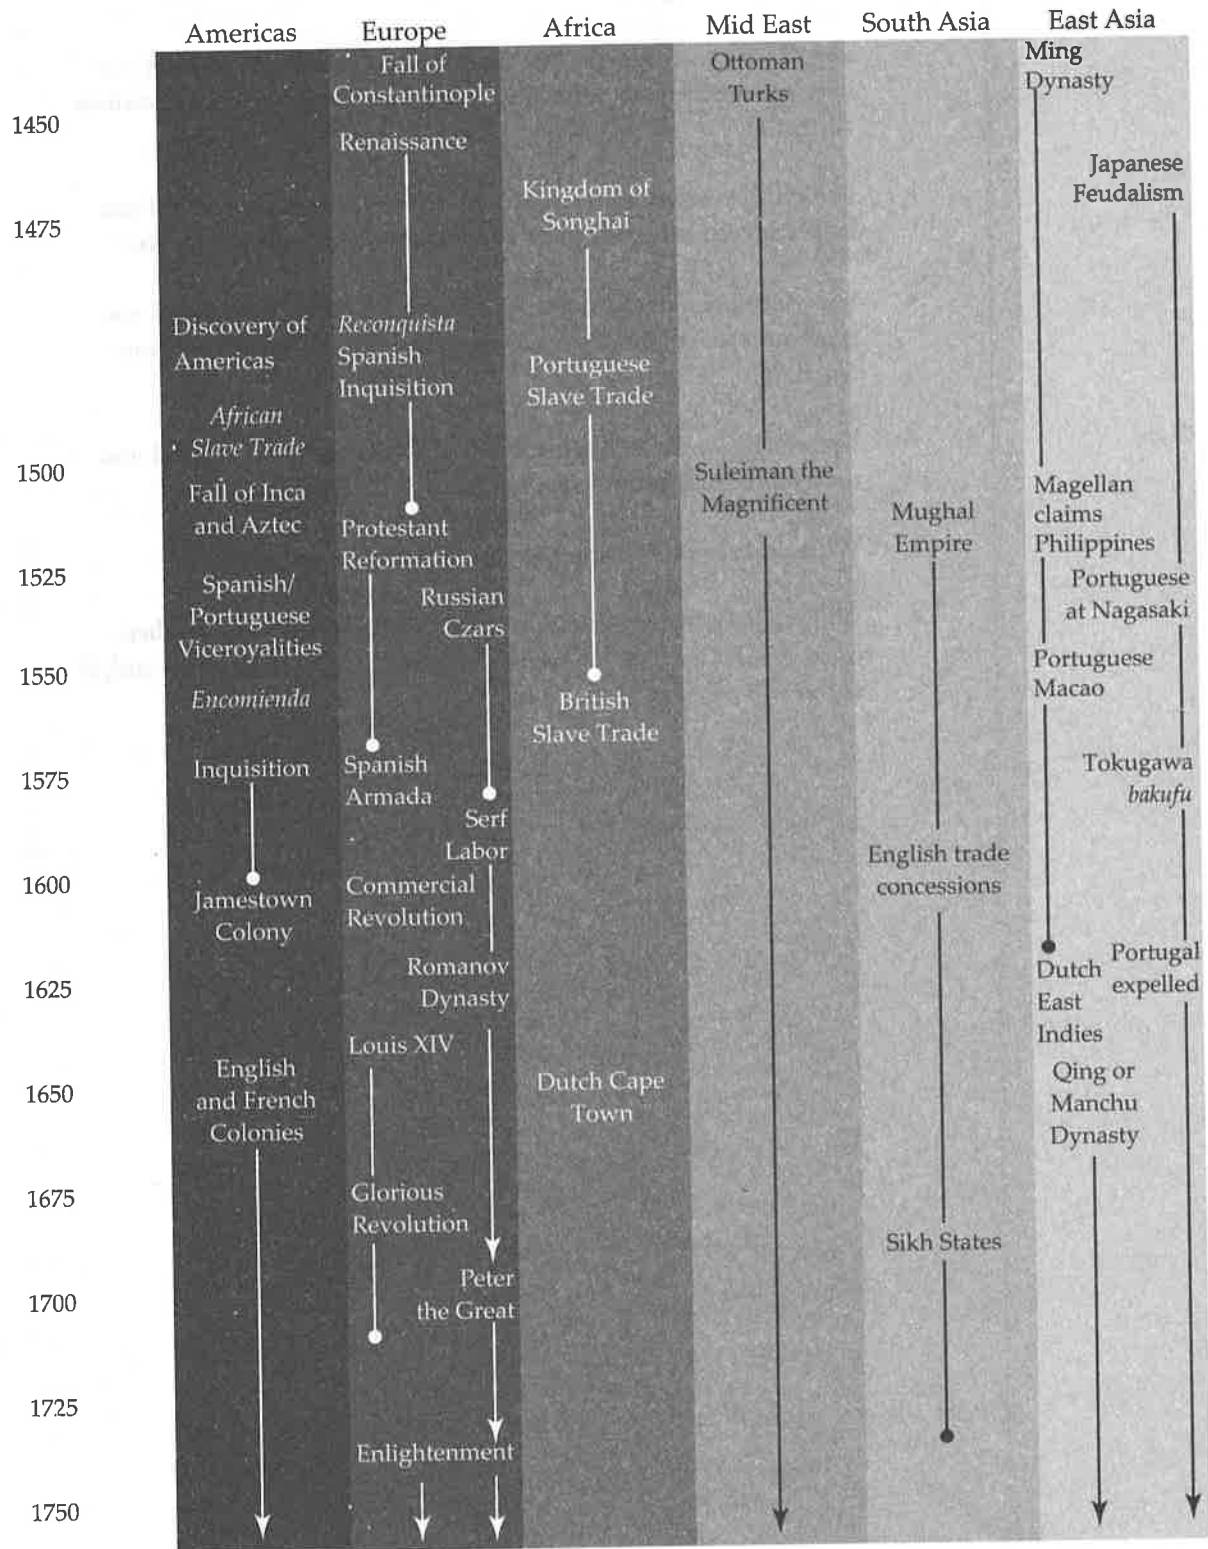 Americas
Europe
Africa
Mid East
South Asia
East Asia
1450
1475
1500
1525
1550
1575
1600
1625
1650
1675
1700
1725
1750
Discovery of
Americas
African
Slave Trade
Fall of Inca
and Aztec
Spanish/
Portuguese
Viceroyalities
Encomienda
Inquisition
Jamestown
Colony
English
and French
Colonies
Fall of
Constantinople
Renaissance
Reconquista
Spanish
Inquisition
Protestant
Reformation
Russian
Czars
Spanish
Armada
Serf
Labor
Commercial
Revolution
Romanov
Dynasty
Louis XIV
Glorious
Revolution
Peter
the Great
Enlightenment
Kingdom of
Songhai
Portuguese
Slave Trade
British
Slave Trade
Dutch Cape
Town
Ottoman
Turks
Suleiman the
Magnificent
Mughal
Empire
English trade
concessions
Sikh States
Ming
Dynasty
Japanese
Feudalism
Magellan
claims
Philippines
Portuguese
at Nagasaki
Portuguese
Macao
Tokugawa
bakufu
Portugal
expelled
Dutch
East
Indies
Qing or
Manchu
Dynasty